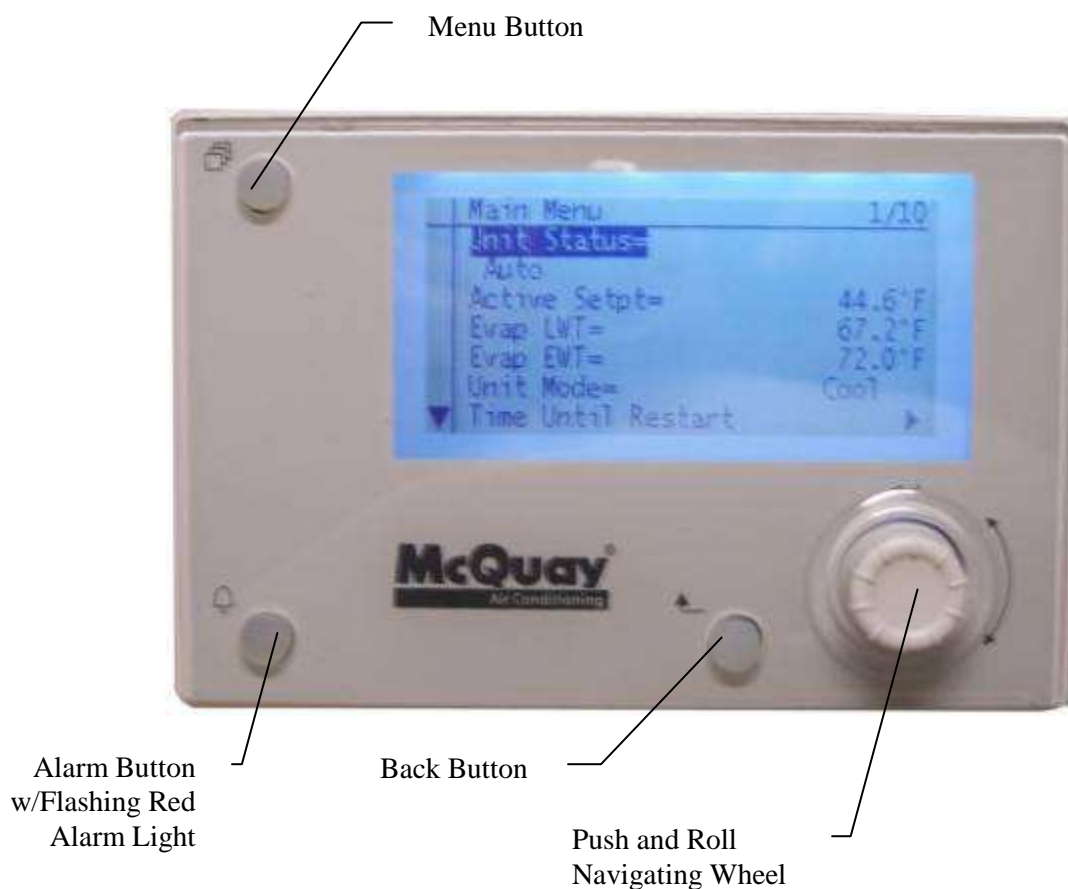 Menu Button
Main Menu 1/10
Unit Status=
Auto
Active Setpt= 44.6°F
Evap LWT= 67.2°F
Evap EWT= 72.0°F
Unit Mode= Cool
Time Until Restart
McQuay®
Air Conditioning
Alarm Button
w/Flashing Red
Alarm Light
Back Button
Push and Roll
Navigating Wheel